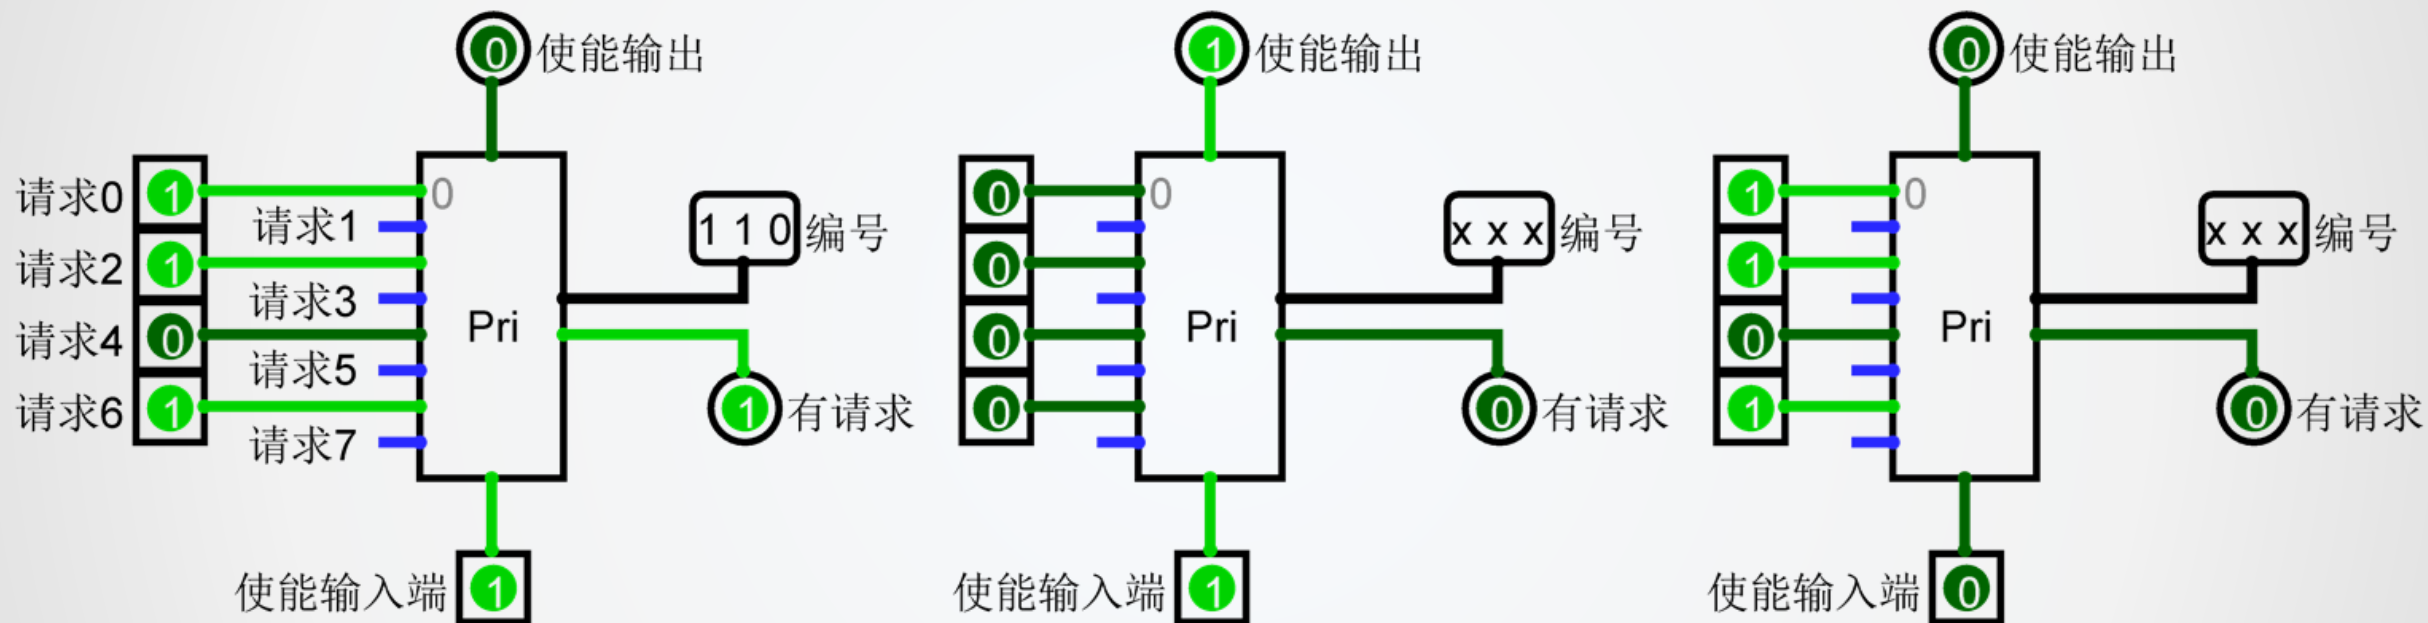 0 使能输出
请求0 1 0
请求1
请求2 1
请求3
请求4 0
请求5
请求6 1
请求7
Pri
1 1 0 编号
1 有请求
使能输入端 1
1 使能输出
0 0
0
0
0
Pri
x x x 编号
0 有请求
使能输入端 1
0 使能输出
1 0
1
0
1
Pri
x x x 编号
0 有请求
使能输入端 0